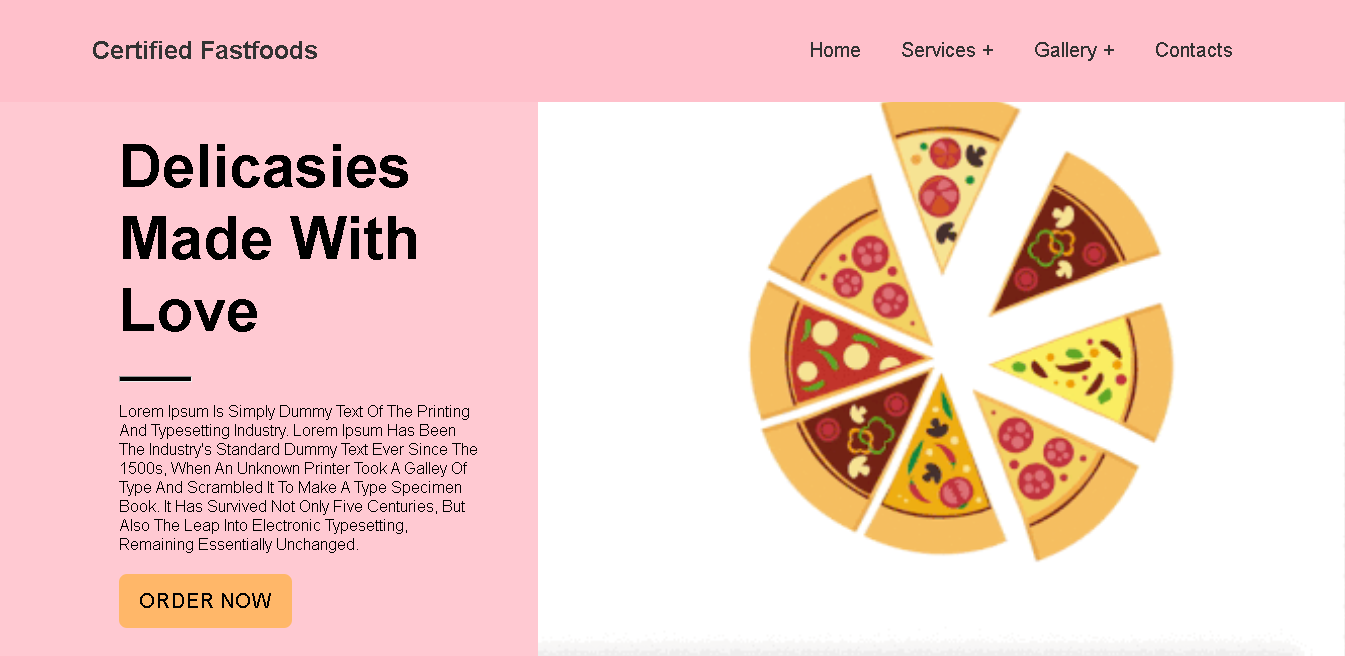 Certified Fastfoods
Home Services + Gallery + Contacts
Delicasies
Made With
Love
Lorem Ipsum Is Simply Dummy Text Of The Printing
And Typesetting Industry. Lorem Ipsum Has Been
The Industry's Standard Dummy Text Ever Since The
1500s, When An Unknown Printer Took A Galley Of
Type And Scrambled It To Make A Type Specimen
Book. It Has Survived Not Only Five Centuries, But
Also The Leap Into Electronic Typesetting,
Remaining Essentially Unchanged.
ORDER NOW